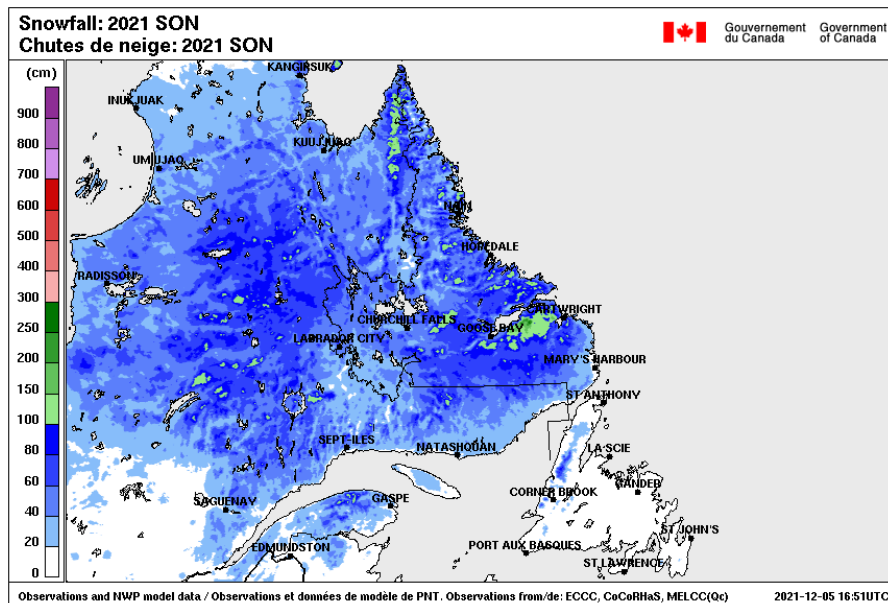 Snowfall: 2021 SON
Chutes de neige: 2021 SON
Gouvernement du Canada
Government of Canada
(cm)
900
800
700
600
500
400
300
250
200
150
100
80
60
40
20
0
KANGIRSUK
INUKJUAK
KUUJJUAQ
UMIUJAQ
NAIN
HOPEDALE
RADISSON
CARTWRIGHT
CHURCHILL FALLS
GOOSE BAY
LABRADOR CITY
MARY'S HARBOUR
ST ANTHONY
SEPT-ILES
NATASHQUAN
LA SCIE
SAGUENAY
GASPE
CORNER BROOK
GANDER
ST JOHN'S
EDMUNDSTON
PORT AUX BASQUES
ST LAWRENCE
Observations and NWP model data / Observations et données de modèle de PNT. Observations from/de: ECCC, CoCoRHaS, MELCC(Qc)
2021-12-05 16:51UTC